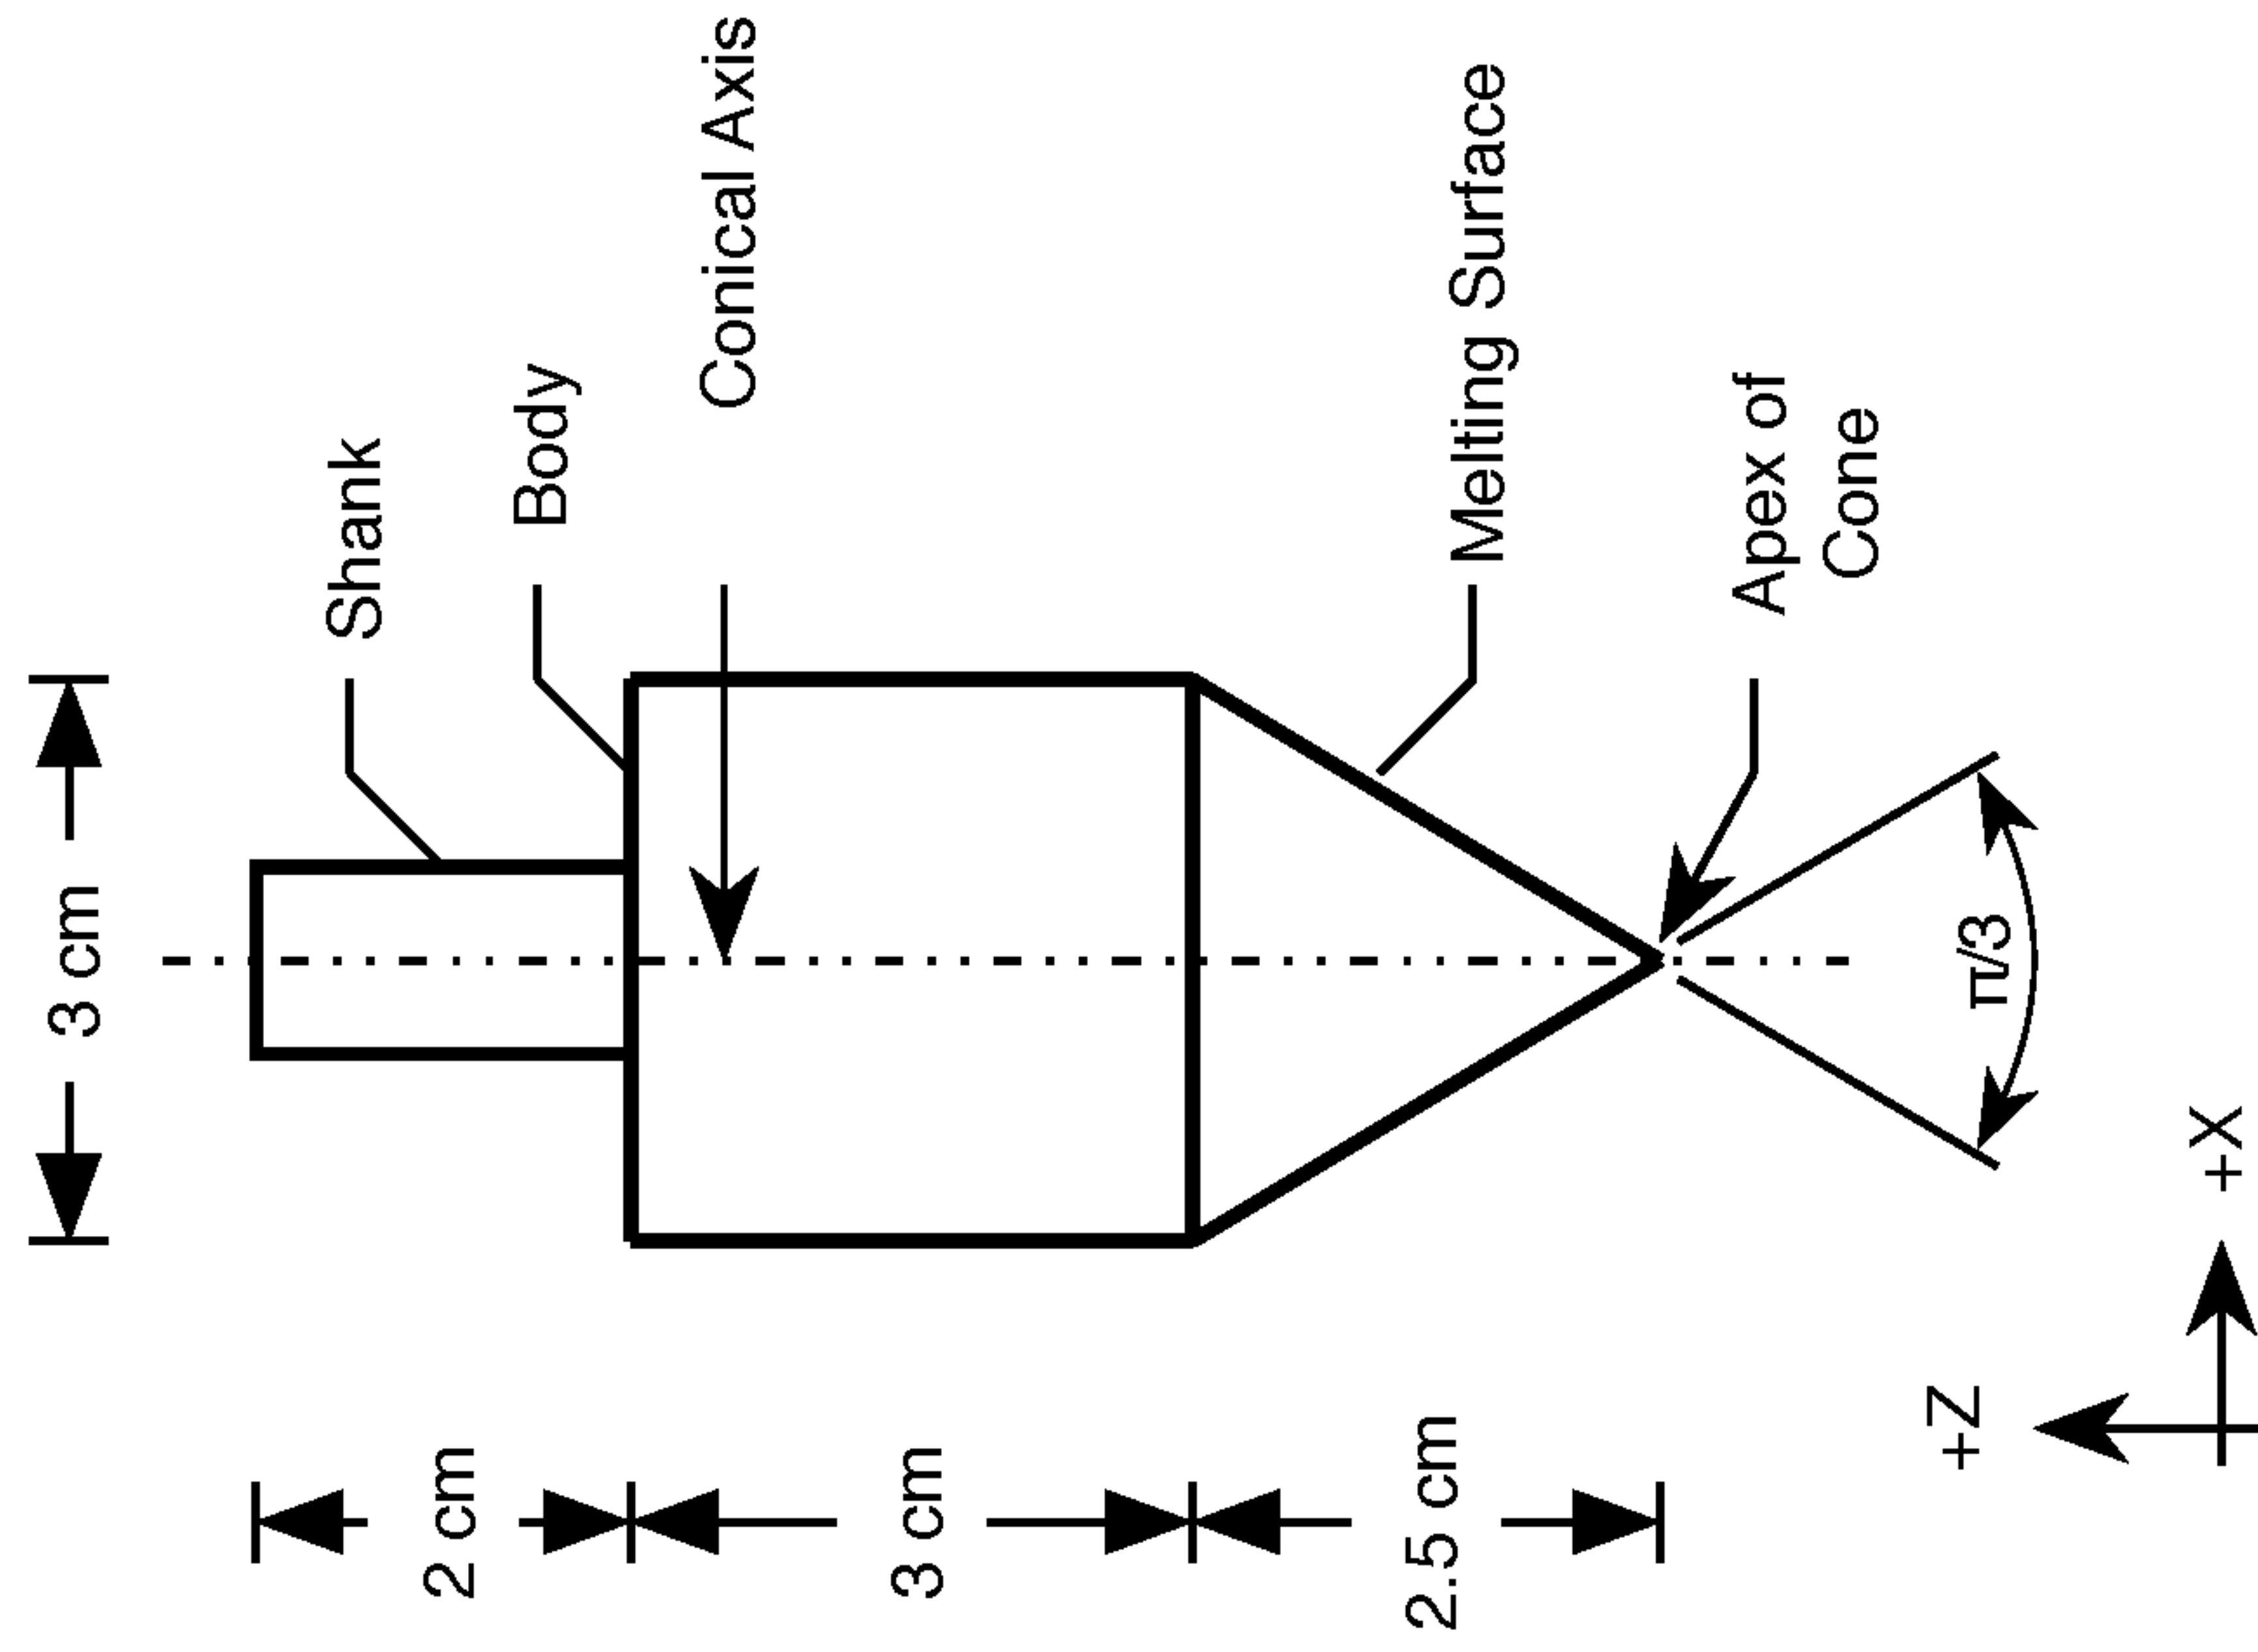 3 cm
Shank
Body
Conical Axis
Melting Surface
Apex of
Cone
2 cm
3 cm
2.5 cm
π/3
+Z
+X